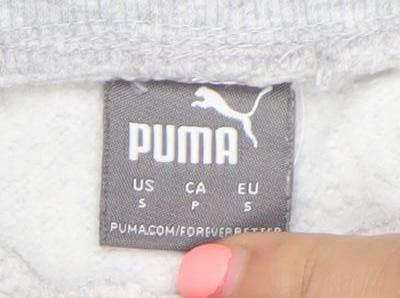 PUMA
US CA EU
S P S
PUMA.COM/FOREVERBETTER